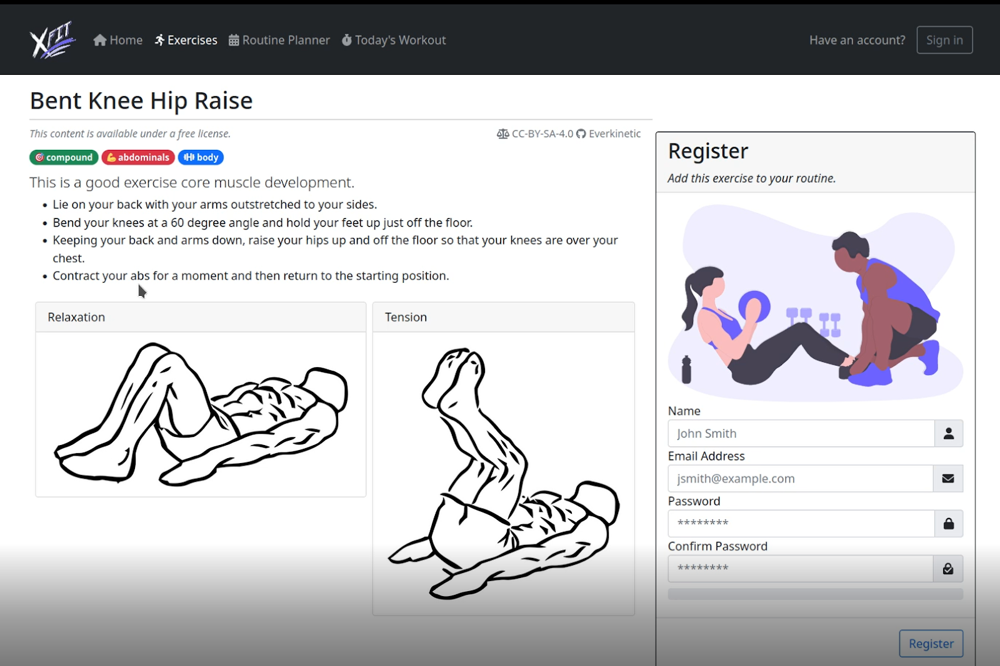 XFIT
Home Exercises Routine Planner Today's Workout
Have an account? Sign in
Bent Knee Hip Raise
This content is available under a free license.
CC-BY-SA-4.0 Everkinetic
compound abdominals body
This is a good exercise core muscle development.
• Lie on your back with your arms outstretched to your sides.
• Bend your knees at a 60 degree angle and hold your feet up just off the floor.
• Keeping your back and arms down, raise your hips up and off the floor so that your knees are over your
chest.
• Contract your abs for a moment and then return to the starting position.
Relaxation
Tension
Register
Add this exercise to your routine.
Name
John Smith
Email Address
jsmith@example.com
Password
********
Confirm Password
********
Register